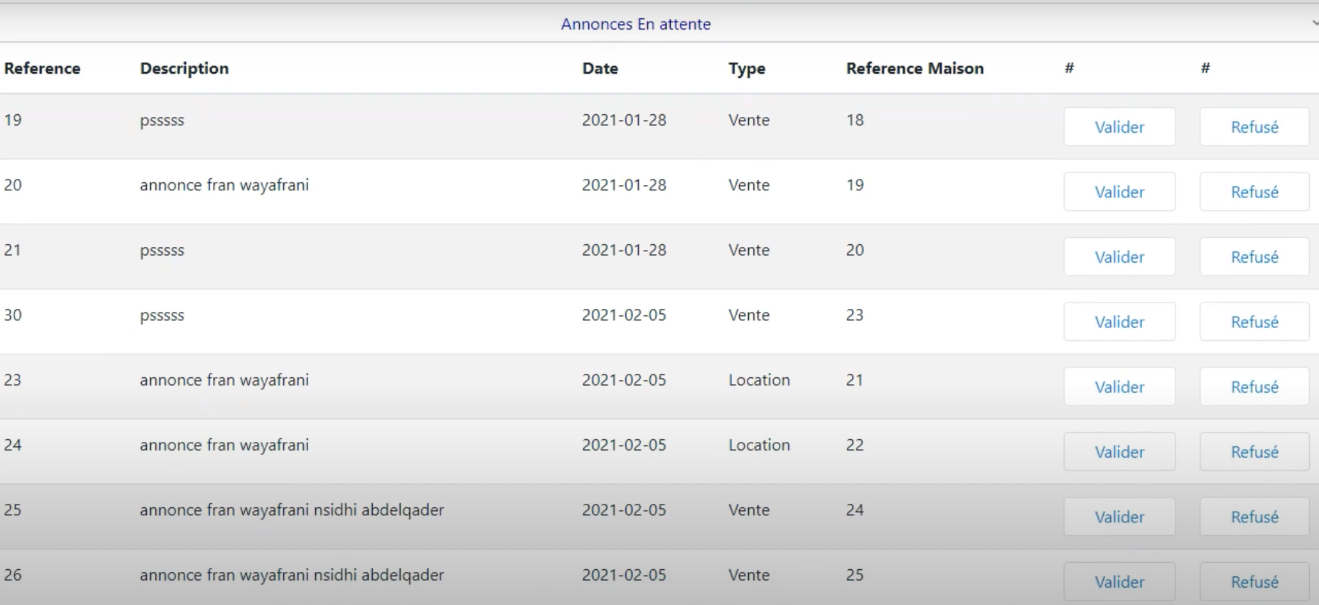 Annonces En attente
Reference Description Date Type Reference Maison # #
19 psssss 2021-01-28 Vente 18 Valider Refusé
20 annonce fran wayafrani 2021-01-28 Vente 19 Valider Refusé
21 psssss 2021-01-28 Vente 20 Valider Refusé
30 psssss 2021-02-05 Vente 23 Valider Refusé
23 annonce fran wayafrani 2021-02-05 Location 21 Valider Refusé
24 annonce fran wayafrani 2021-02-05 Location 22 Valider Refusé
25 annonce fran wayafrani nsidhi abdelqader 2021-02-05 Vente 24 Valider Refusé
26 annonce fran wayafrani nsidhi abdelqader 2021-02-05 Vente 25 Valider Refusé